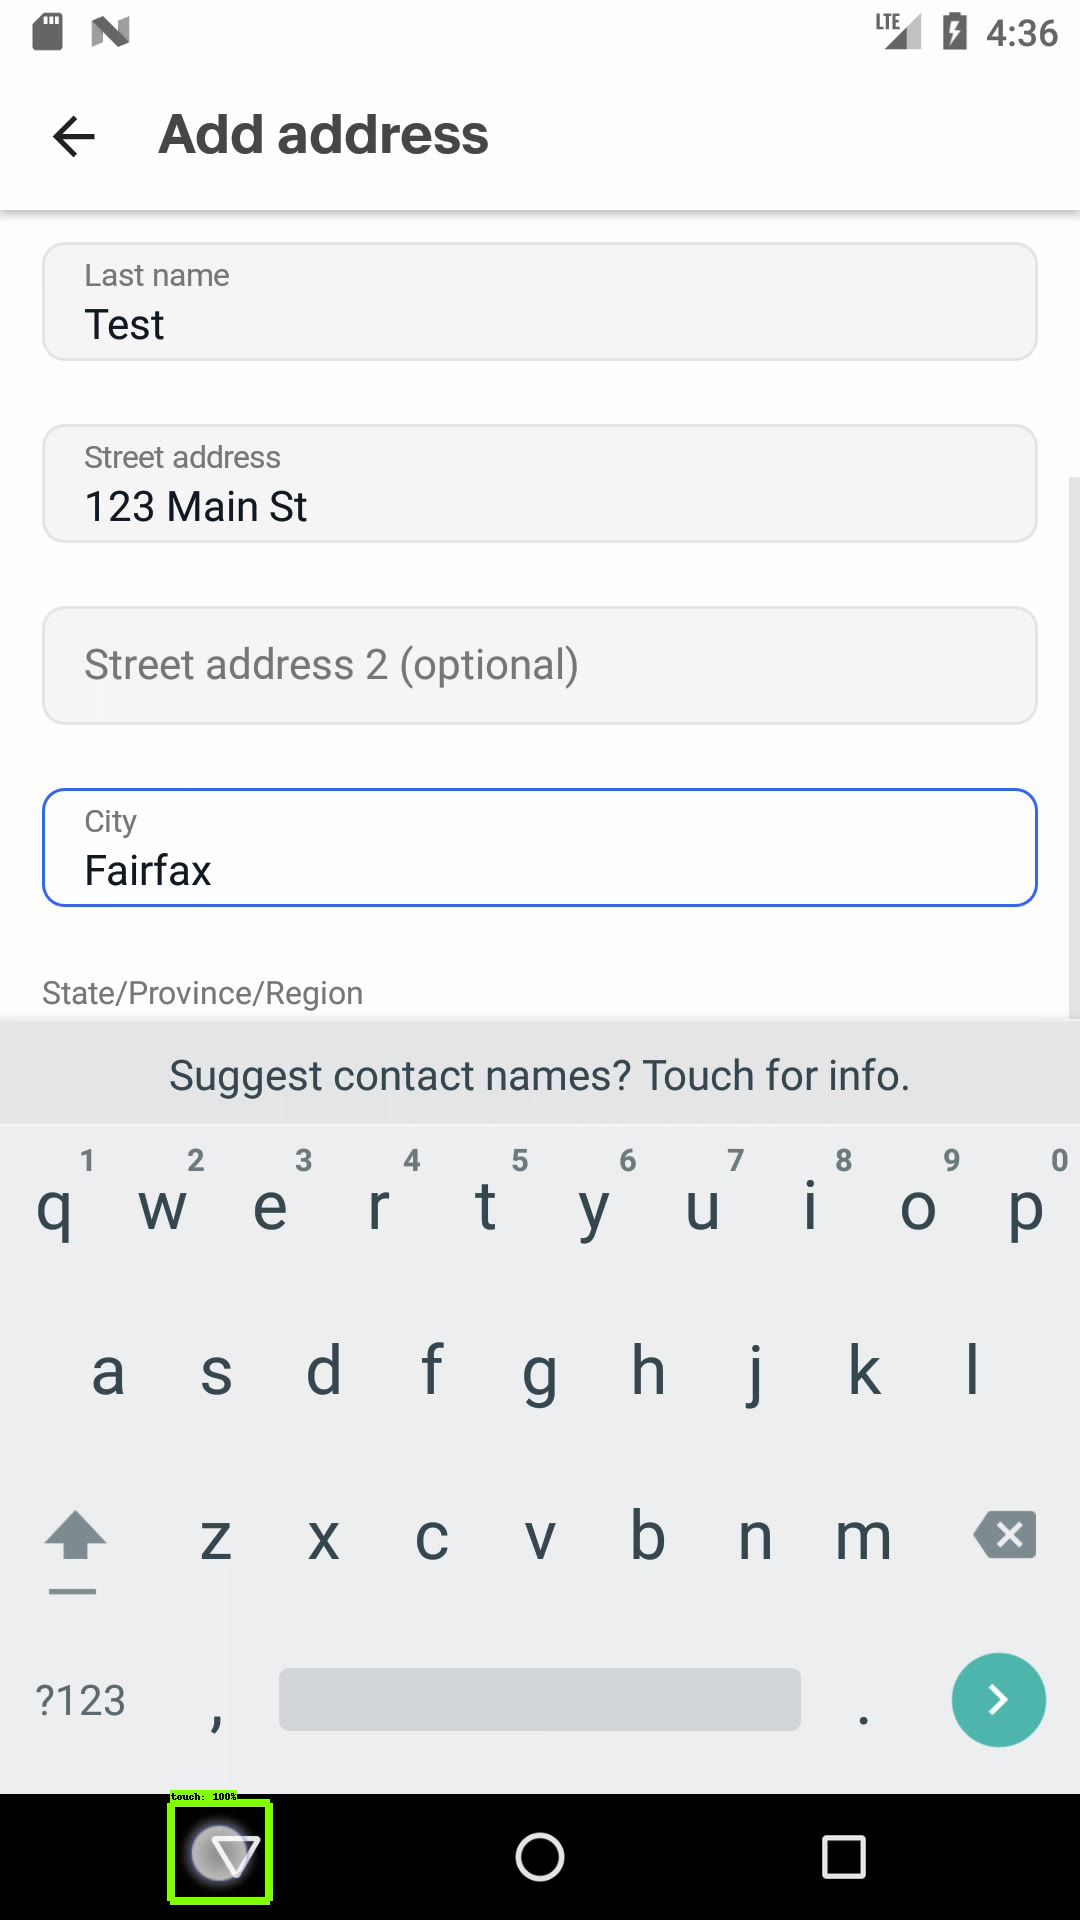 LTE 4:36
Add address
Last name
Test
Street address
123 Main St
Street address 2 (optional)
City
Fairfax
State/Province/Region
Suggest contact names? Touch for info.
1 2 3 4 5 6 7 8 9 0
q w e r t y u i o p
a s d f g h j k l
z x c v b n m
?123 , .
touch: 100%